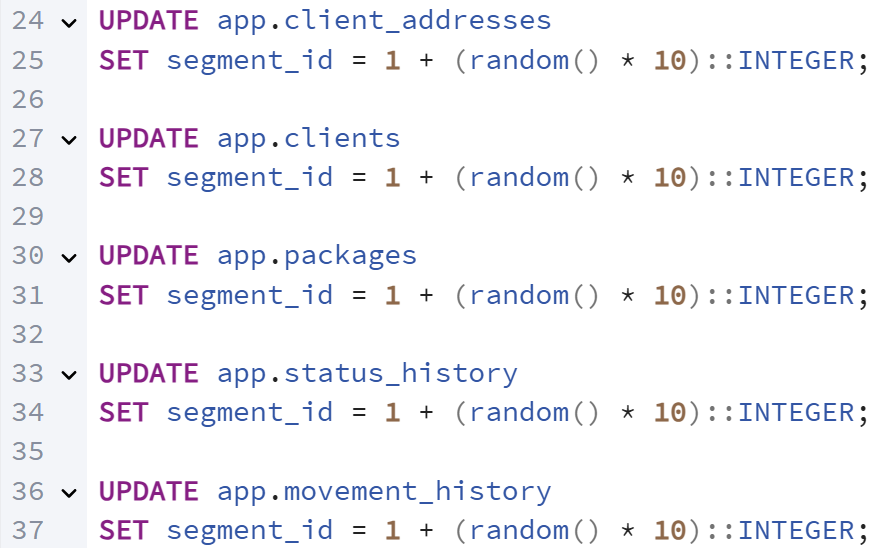 24 UPDATE app.client_addresses
25 SET segment_id = 1 + (random() * 10)::INTEGER;
26
27 UPDATE app.clients
28 SET segment_id = 1 + (random() * 10)::INTEGER;
29
30 UPDATE app.packages
31 SET segment_id = 1 + (random() * 10)::INTEGER;
32
33 UPDATE app.status_history
34 SET segment_id = 1 + (random() * 10)::INTEGER;
35
36 UPDATE app.movement_history
37 SET segment_id = 1 + (random() * 10)::INTEGER;